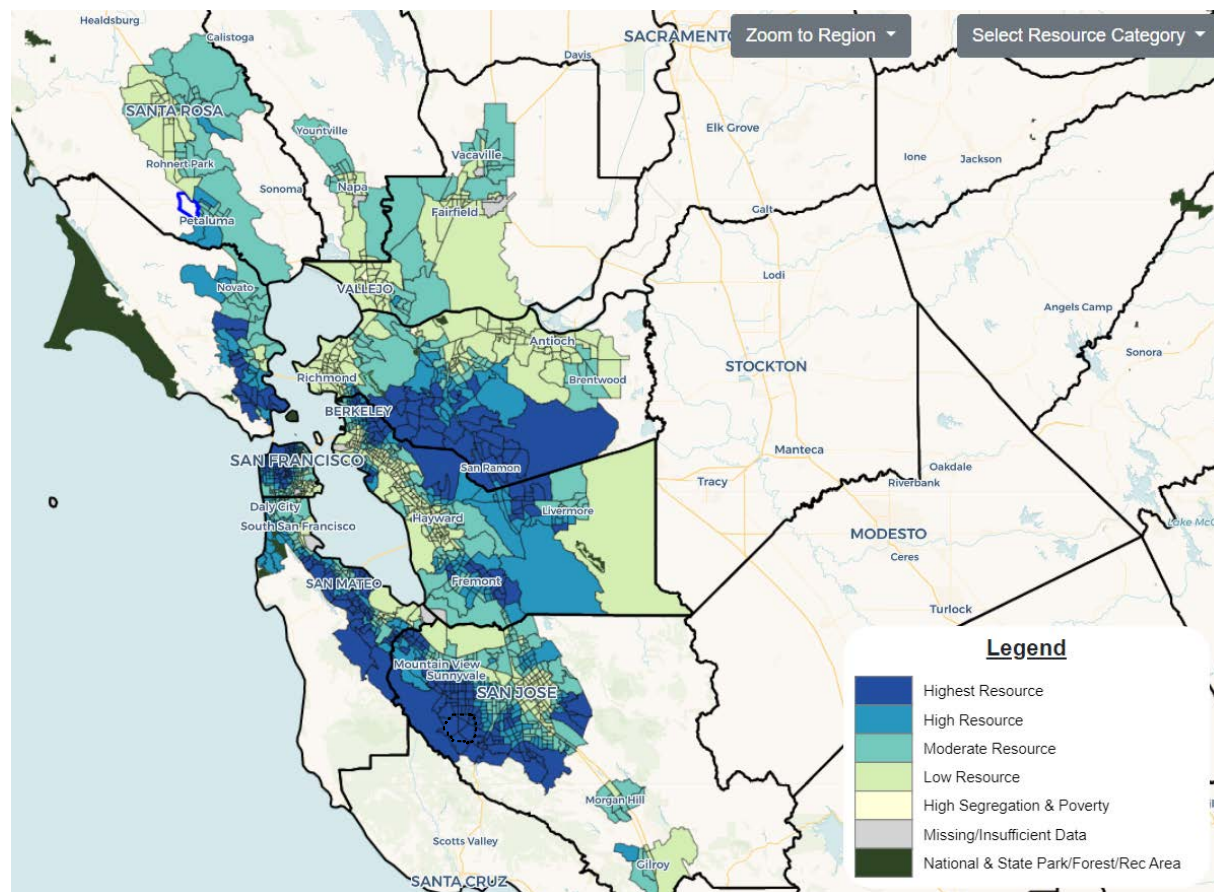 Healdsburg
Calistoga
SACRAMENTO
Zoom to Region
Select Resource Category
Davis
SANTA ROSA
Yountville
Vacaville
Elk Grove
Ione
Jackson
Rohnert Park
Sonoma
Napa
Fairfield
Galt
Petaluma
Novato
VALLEJO
Lodi
Angels Camp
Antioch
Sonora
Richmond
Brentwood
STOCKTON
BERKELEY
SAN FRANCISCO
San Ramon
Manteca
Oakdale
Tracy
Riverbank
Daly City
South San Francisco
Hayward
Livermore
MODESTO
Ceres
SAN MATEO
Fremont
Turlock
Mountain View
Sunnyvale
SAN JOSE
Morgan Hill
Scotts Valley
Gilroy
SANTA CRUZ
Legend
Highest Resource
High Resource
Moderate Resource
Low Resource
High Segregation & Poverty
Missing/Insufficient Data
National & State Park/Forest/Rec Area